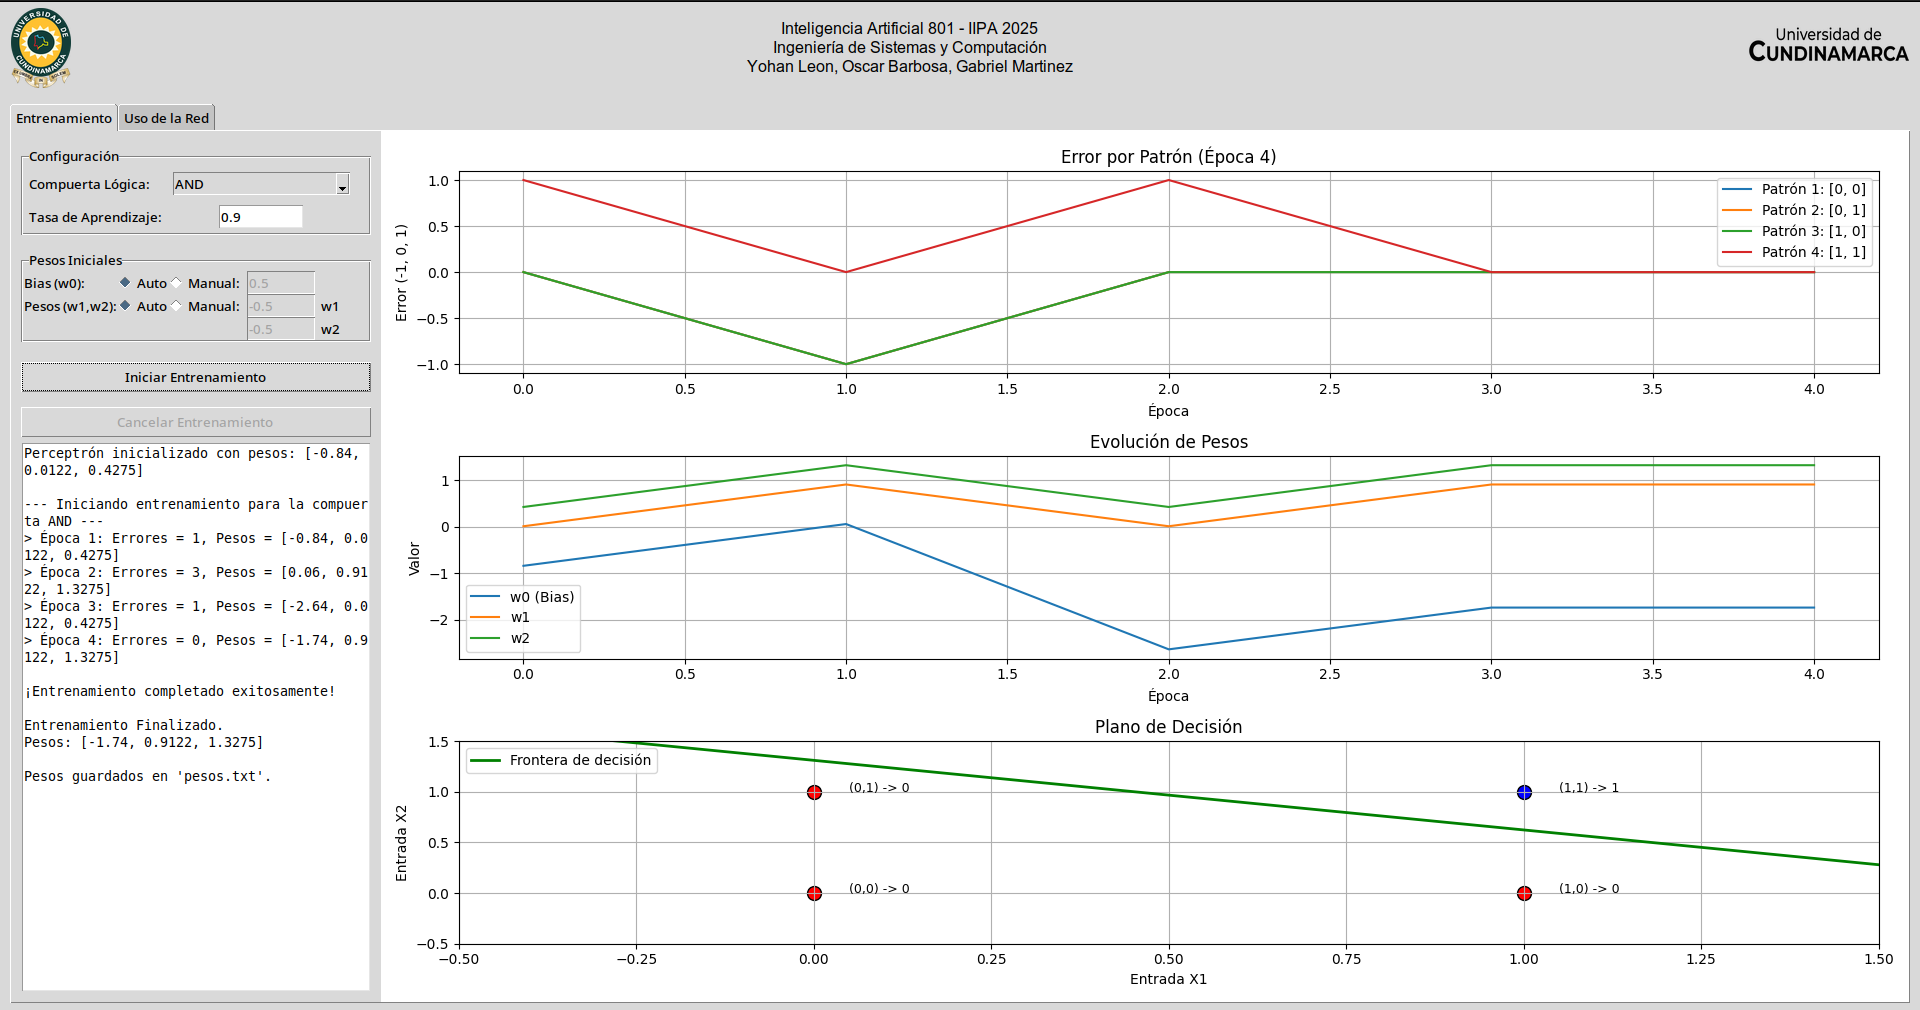 UNIVERSIDAD DE
CUNDINAMARCA
Inteligencia Artificial 801 - IIPA 2025
Ingeniería de Sistemas y Computación
Yohan Leon, Oscar Barbosa, Gabriel Martinez
Universidad de
CUNDINAMARCA
Entrenamiento
Uso de la Red
Configuración
Compuerta Lógica: AND
Tasa de Aprendizaje: 0.9
Pesos Iniciales
Bias (w0): Auto Manual: 0.5
Pesos (w1,w2): Auto Manual: -0.5 w1
-0.5 w2
Iniciar Entrenamiento
Cancelar Entrenamiento
Perceptrón inicializado con pesos: [-0.84,
0.0122, 0.4275]
--- Iniciando entrenamiento para la compuer
ta AND ---
> Época 1: Errores = 1, Pesos = [-0.84, 0.0
122, 0.4275]
> Época 2: Errores = 3, Pesos = [0.06, 0.91
22, 1.3275]
> Época 3: Errores = 1, Pesos = [-2.64, 0.0
122, 0.4275]
> Época 4: Errores = 0, Pesos = [-1.74, 0.9
122, 1.3275]
¡Entrenamiento completado exitosamente!
Entrenamiento Finalizado.
Pesos: [-1.74, 0.9122, 1.3275]
Pesos guardados en 'pesos.txt'.
Error por Patrón (Época 4)
Error (-1, 0, 1)
1.0
0.5
0.0
−0.5
−1.0
Patrón 1: [0, 0]
Patrón 2: [0, 1]
Patrón 3: [1, 0]
Patrón 4: [1, 1]
0.0 0.5 1.0 1.5 2.0 2.5 3.0 3.5 4.0
Época
Evolución de Pesos
Valor
1
0
−1
−2
w0 (Bias)
w1
w2
0.0 0.5 1.0 1.5 2.0 2.5 3.0 3.5 4.0
Época
Plano de Decisión
Entrada X2
1.5
1.0
0.5
0.0
−0.5
Frontera de decisión
(0,1) -> 0
(1,1) -> 1
(0,0) -> 0
(1,0) -> 0
−0.50 −0.25 0.00 0.25 0.50 0.75 1.00 1.25 1.50
Entrada X1